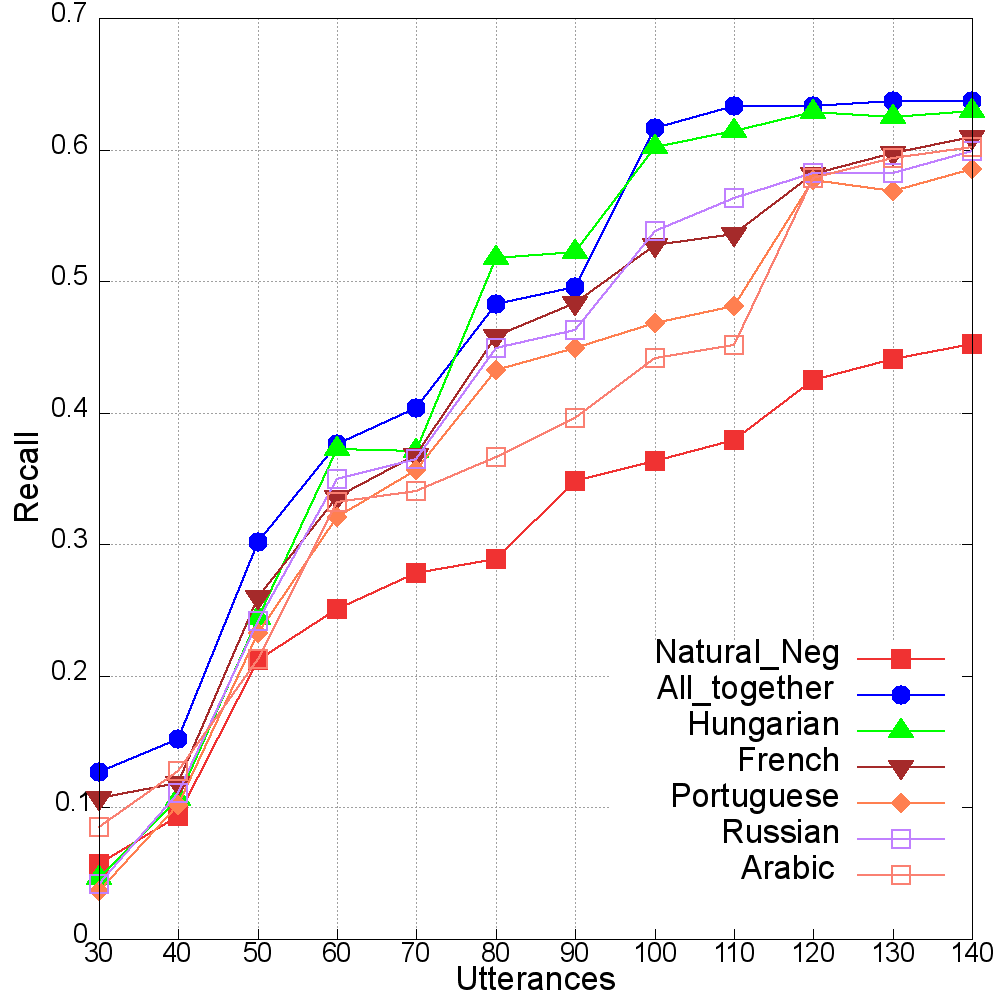 0.7
0.6
0.5
0.4
0.3
0.2
0.1
0
Recall
30 40 50 60 70 80 90 100 110 120 130 140
Utterances
Natural_Neg
All_together
Hungarian
French
Portuguese
Russian
Arabic